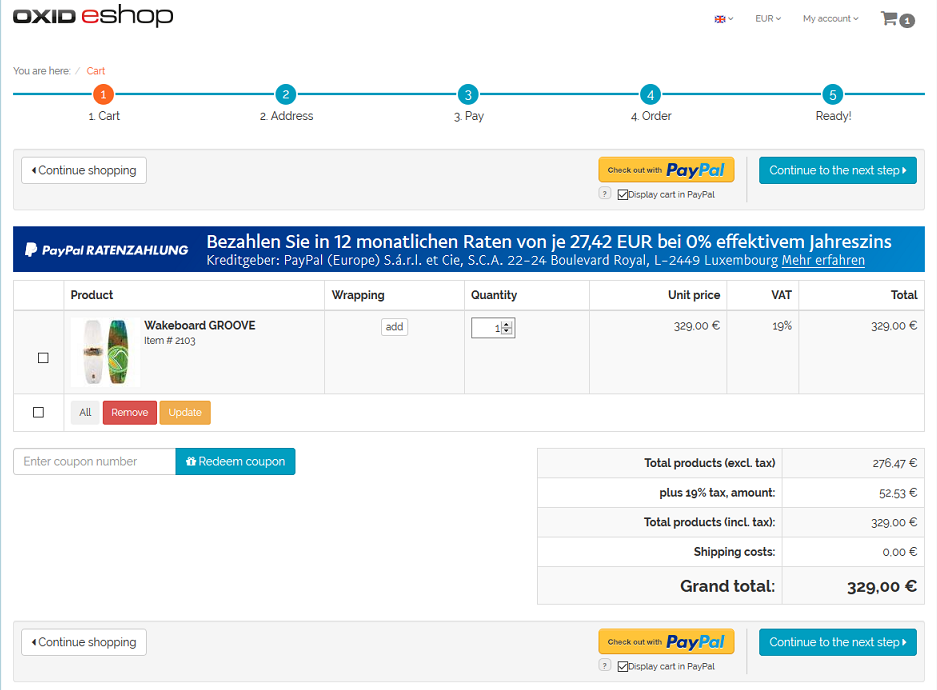 OXID eshop
EUR My account 1
You are here: / Cart
1 2 3 4 5
1. Cart 2. Address 3. Pay 4. Order Ready!
Continue shopping Check out with PayPal Continue to the next step
? Display cart in PayPal
PayPal RATENZAHLUNG Bezahlen Sie in 12 monatlichen Raten von je 27,42 EUR bei 0% effektivem Jahreszins
Kreditgeber: PayPal (Europe) S.á.r.l. et Cie, S.C.A. 22–24 Boulevard Royal, L–2449 Luxembourg Mehr erfahren
Product Wrapping Quantity Unit price VAT Total
Wakeboard GROOVE add 1 329,00 € 19% 329,00 €
Item # 2103
All Remove Update
Enter coupon number Redeem coupon
Total products (excl. tax) 276,47 €
plus 19% tax, amount: 52,53 €
Total products (incl. tax): 329,00 €
Shipping costs: 0,00 €
Grand total: 329,00 €
Continue shopping Check out with PayPal Continue to the next step
? Display cart in PayPal